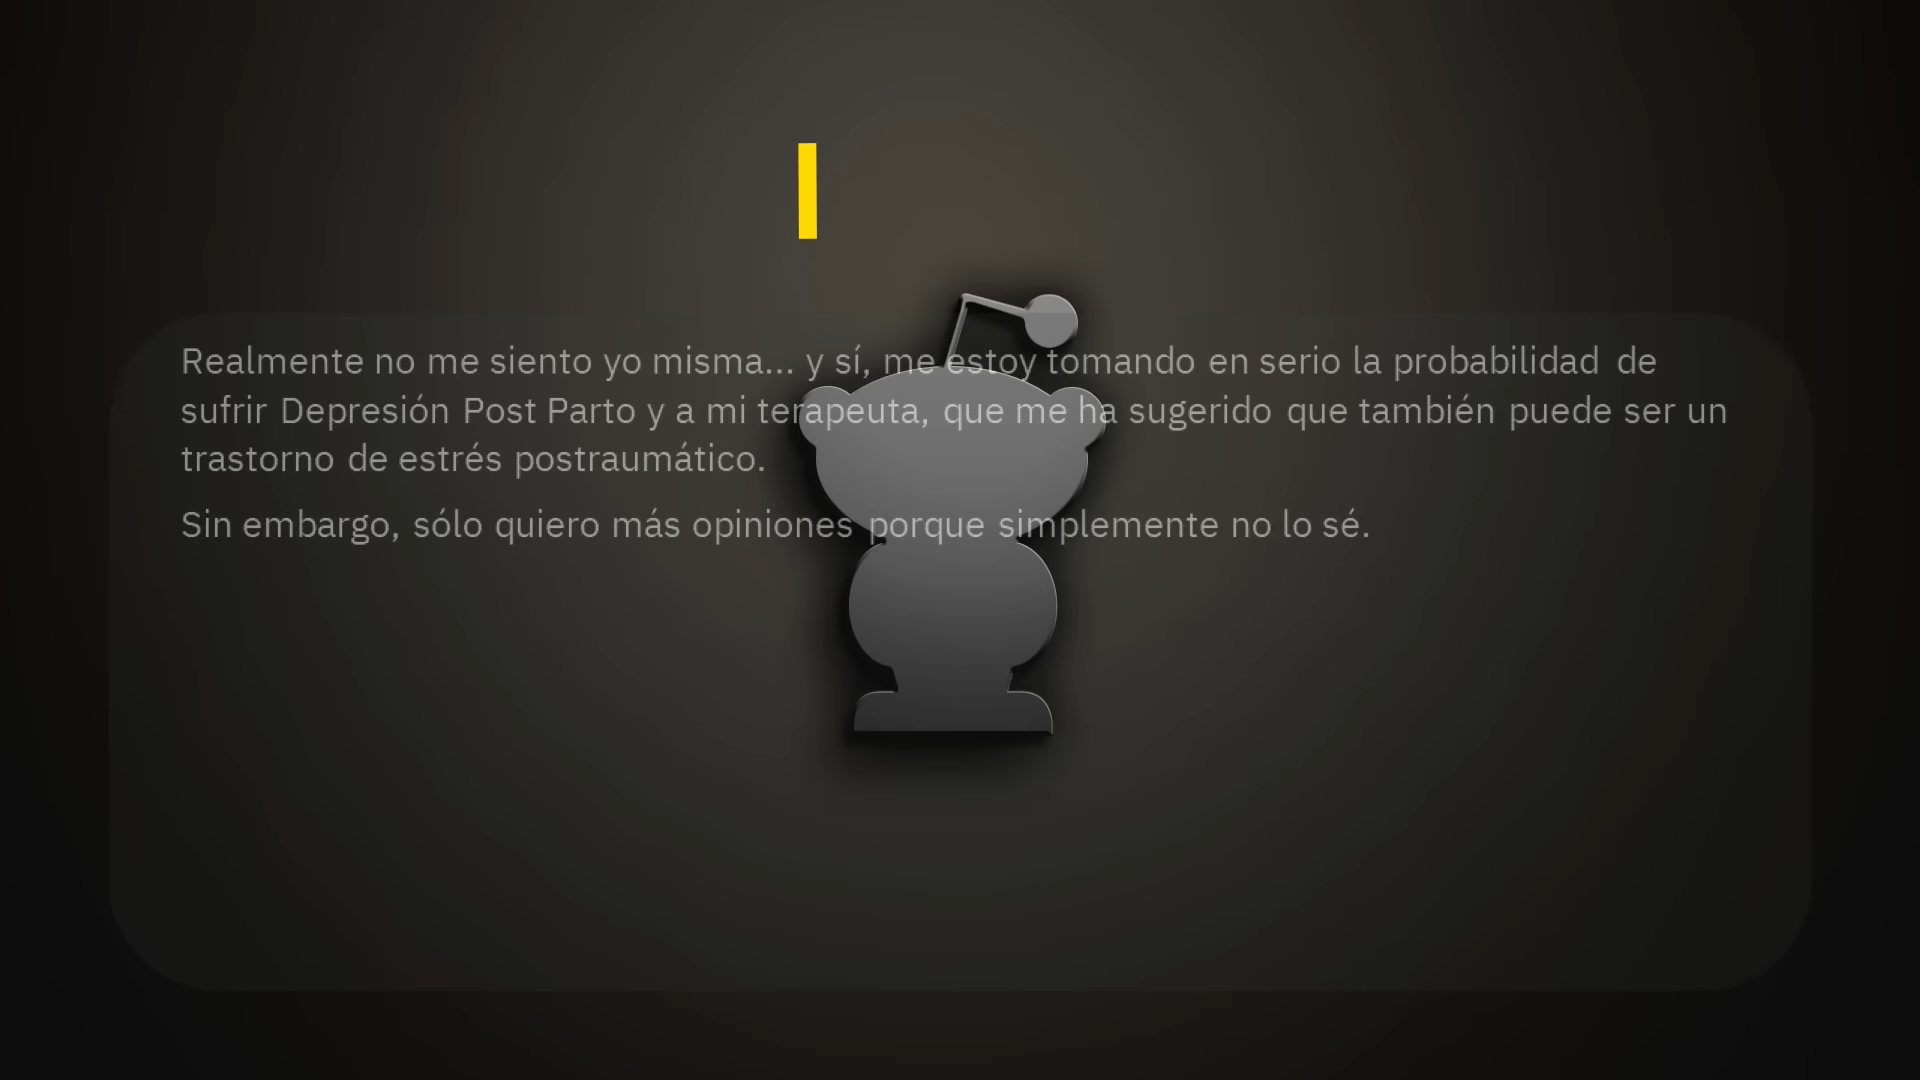 Realmente no me siento yo misma... y sí, me estoy tomando en serio la probabilidad de
sufrir Depresión Post Parto y a mi terapeuta, que me ha sugerido que también puede ser un
trastorno de estrés postraumático.
Sin embargo, sólo quiero más opiniones porque simplemente no lo sé.